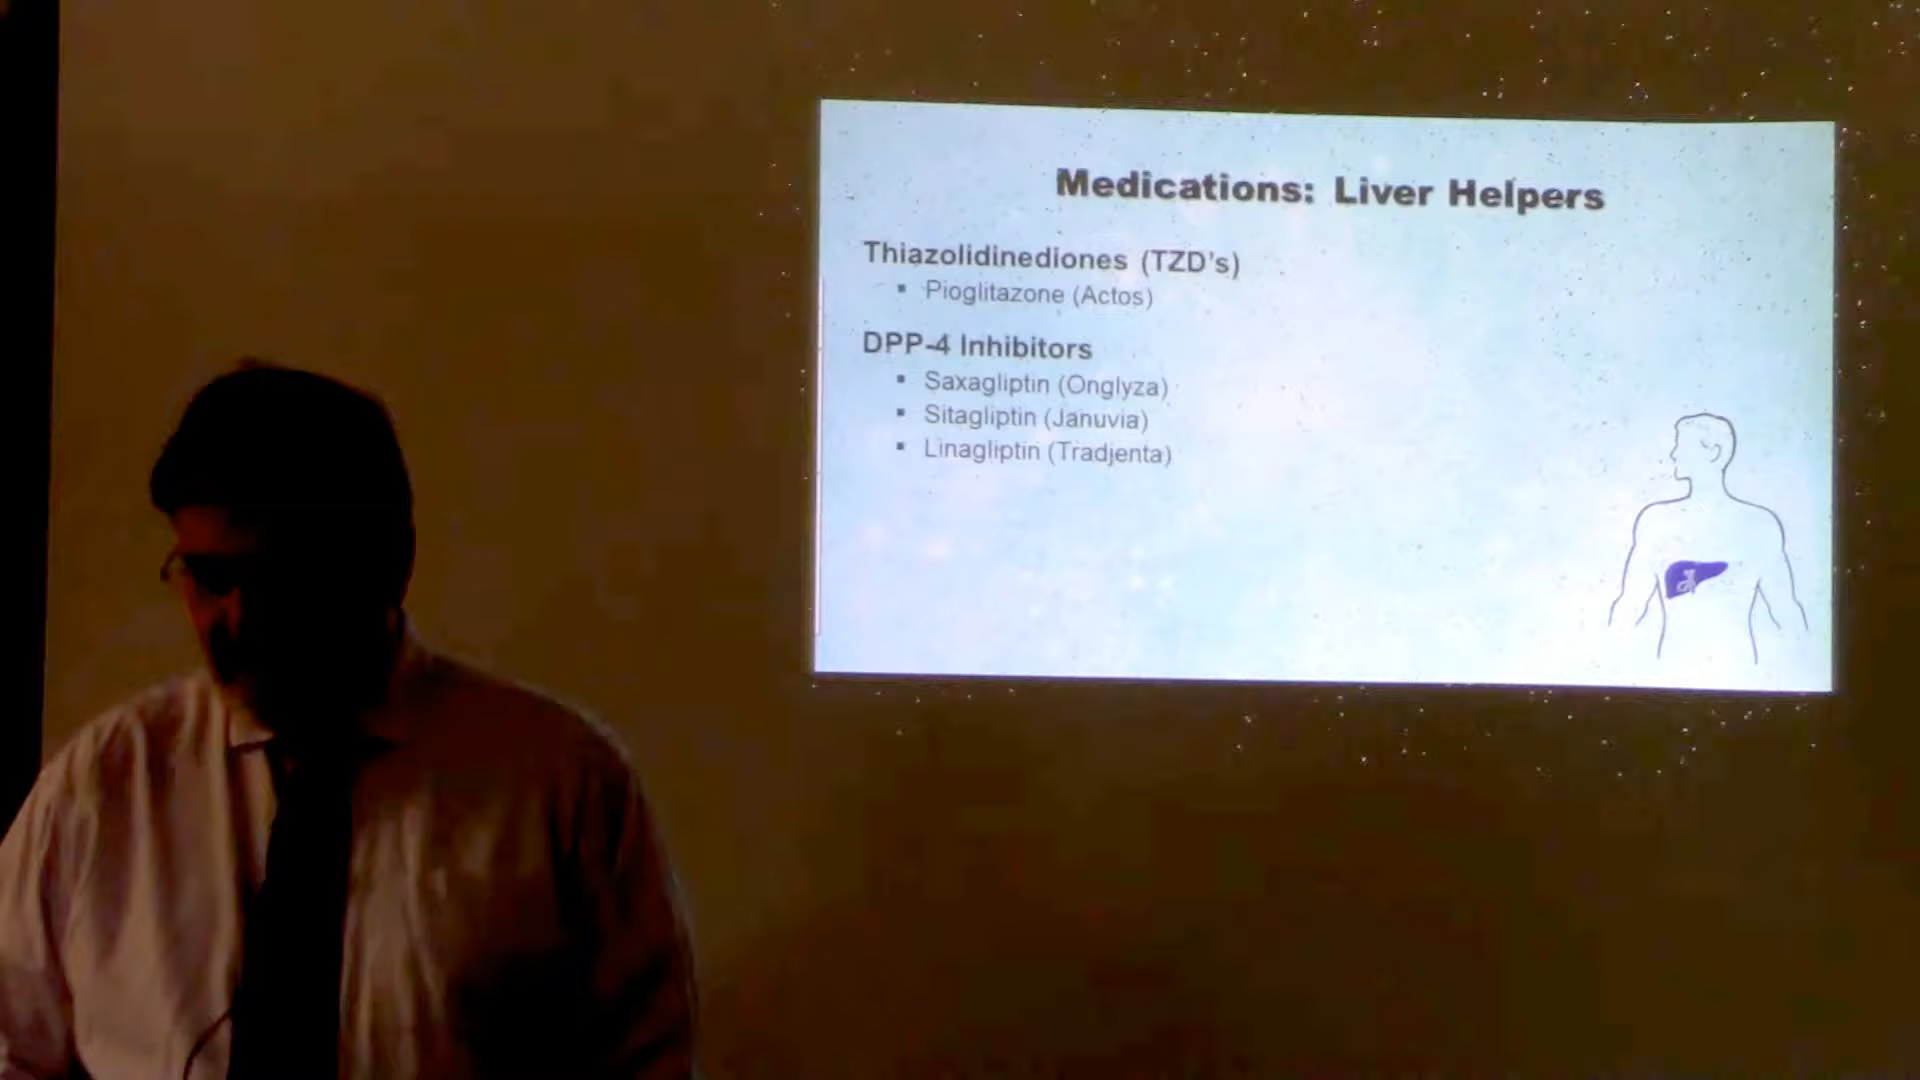 Medications: Liver Helpers
Thiazolidinediones (TZD's)
▪ Pioglitazone (Actos)
DPP-4 Inhibitors
▪ Saxagliptin (Onglyza)
▪ Sitagliptin (Januvia)
▪ Linagliptin (Tradjenta)